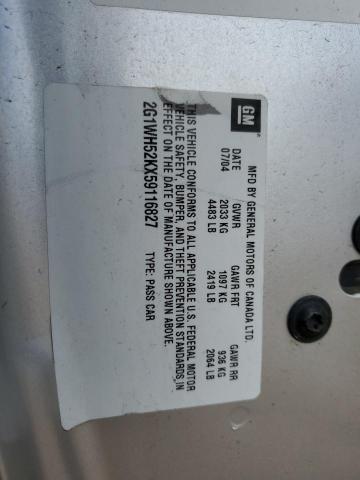 GM
MFD BY GENERAL MOTORS OF CANADA LTD.
DATE GVWR GAWR FRT GAWR RR
07/04 2033 KG 1097 KG 936 KG
4483 LB 2419 LB 2064 LB
THIS VEHICLE CONFORMS TO ALL APPLICABLE U.S. FEDERAL MOTOR
VEHICLE SAFETY, BUMPER, AND THEFT PREVENTION STANDARDS IN
EFFECT ON THE DATE OF MANUFACTURE SHOWN ABOVE.
2G1WH52KX59116827 TYPE: PASS CAR